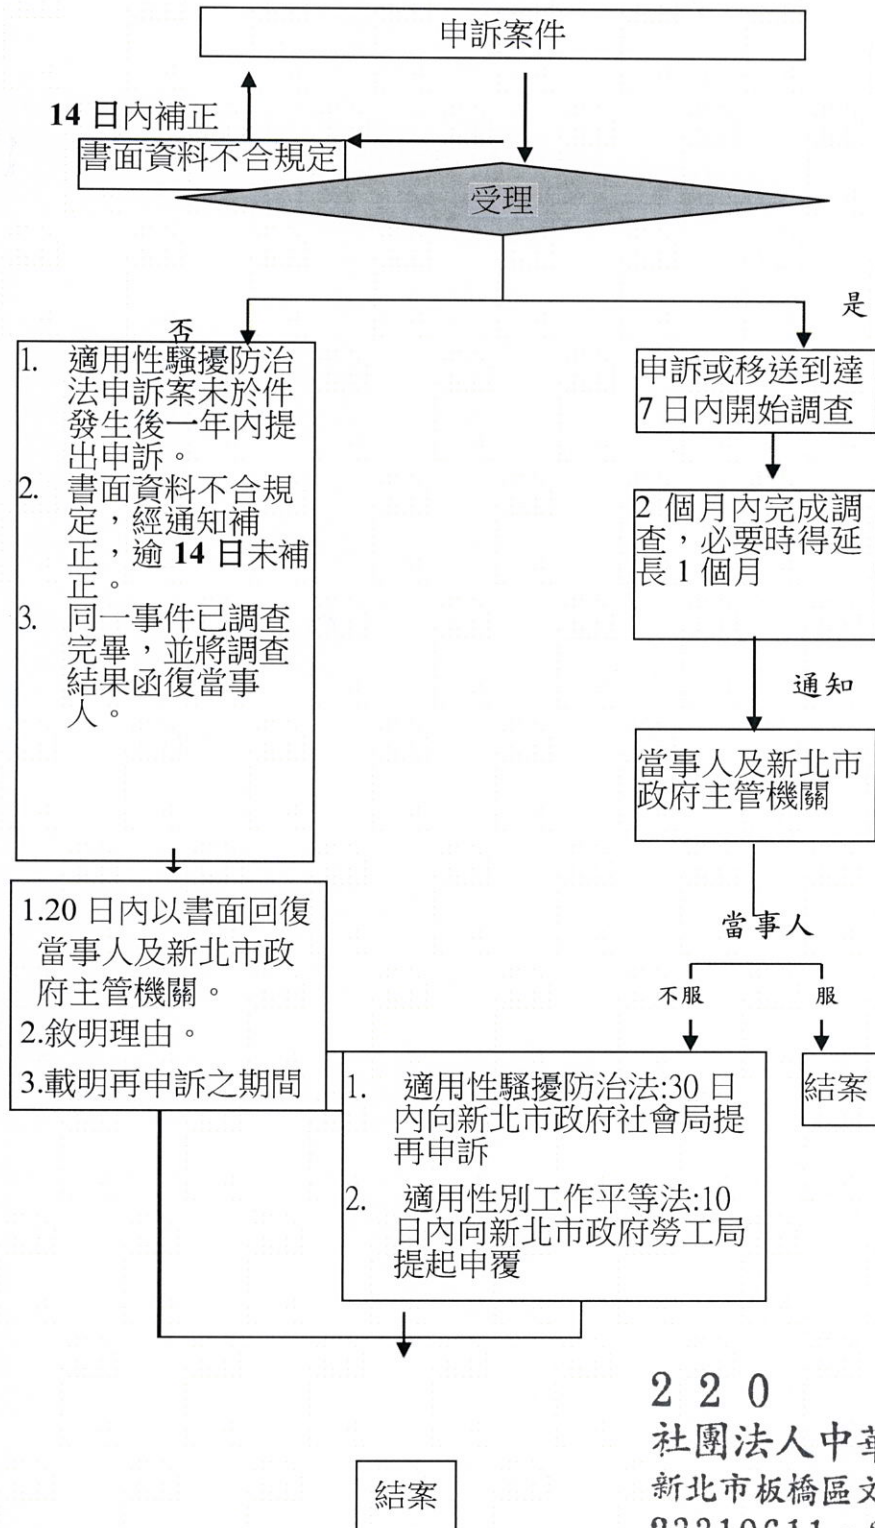 申訴案件
14 日內補正
書面資料不合規定
受理
否
1. 適用性騷擾防治
法申訴案未於件
發生後一年內提
出申訴。
2. 書面資料不合規
定，經通知補
正，逾 14 日未補
正。
3. 同一事件已調查
完畢，並將調查
結果函復當事
人。
1.20 日內以書面回復
當事人及新北市政
府主管機關。
2.敘明理由。
3.載明再申訴之期間
是
申訴或移送到達
7 日內開始調查
2 個月內完成調
查，必要時得延
長 1 個月
通知
當事人及新北市
政府主管機關
當事人
不服
服
1. 適用性騷擾防治法:30 日
內向新北市政府社會局提
再申訴
2. 適用性別工作平等法:10
日內向新北市政府勞工局
提起申覆
結案
結案
220
社團法人中華
新北市板橋區文